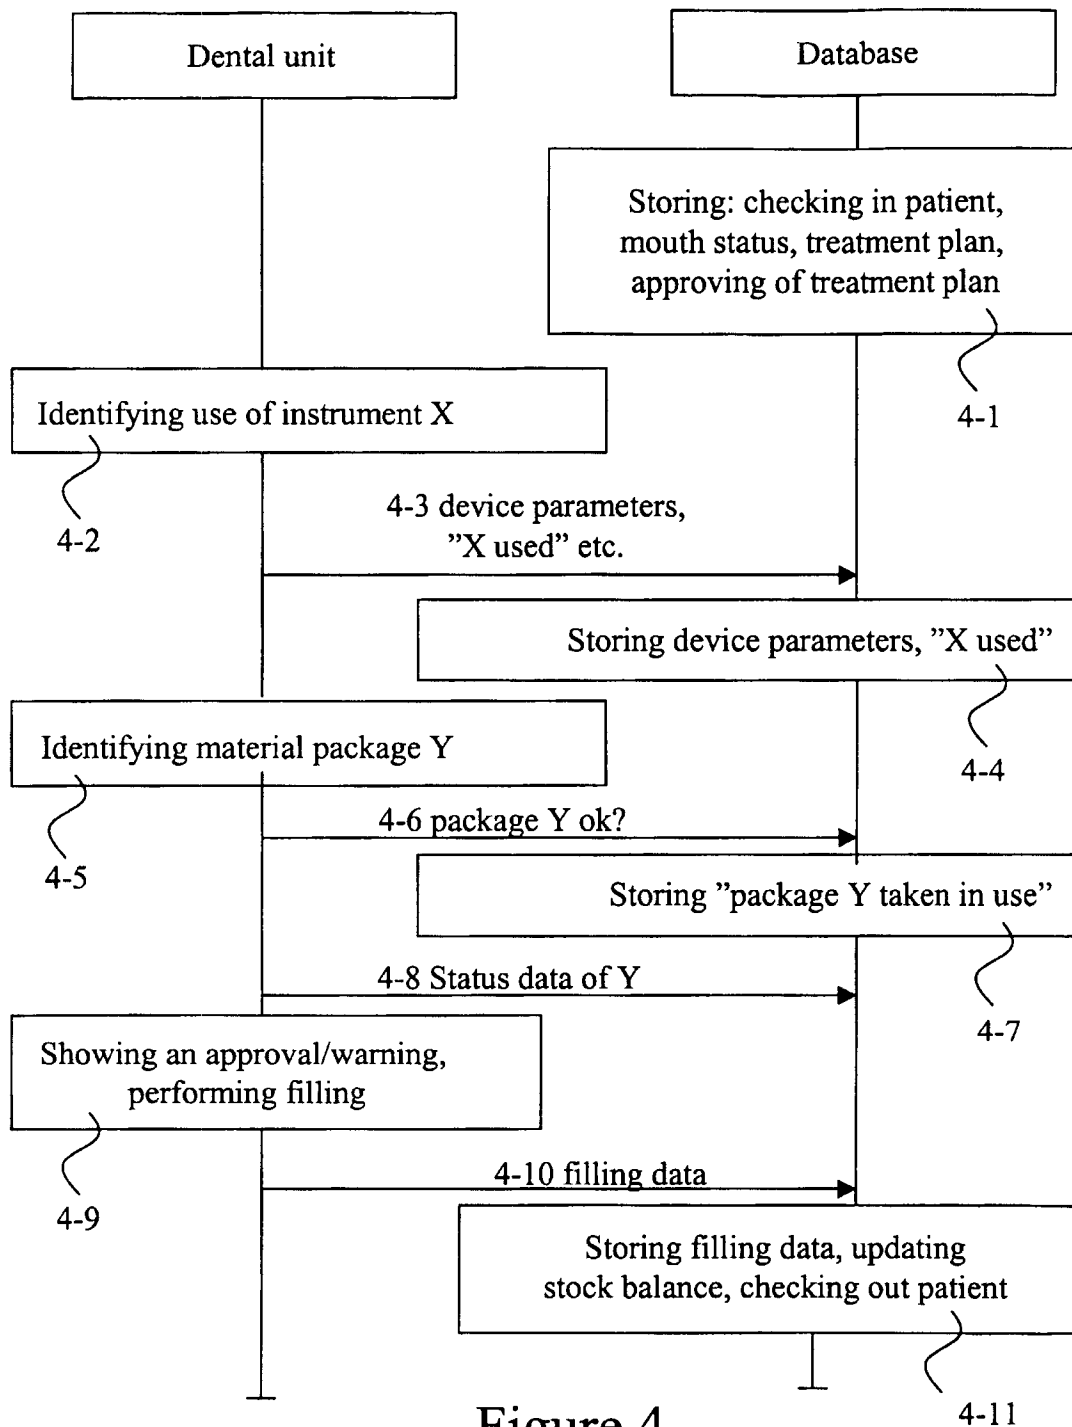 Dental unit
Database
Storing: checking in patient,
mouth status, treatment plan,
approving of treatment plan
4-1
Identifying use of instrument X
4-2
4-3 device parameters,
”X used” etc.
Storing device parameters, ”X used”
4-4
Identifying material package Y
4-5
4-6 package Y ok?
Storing ”package Y taken in use”
4-7
4-8 Status data of Y
Showing an approval/warning,
performing filling
4-9
4-10 filling data
Storing filling data, updating
stock balance, checking out patient
4-11
Figure 4